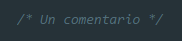 /* Un comentario */